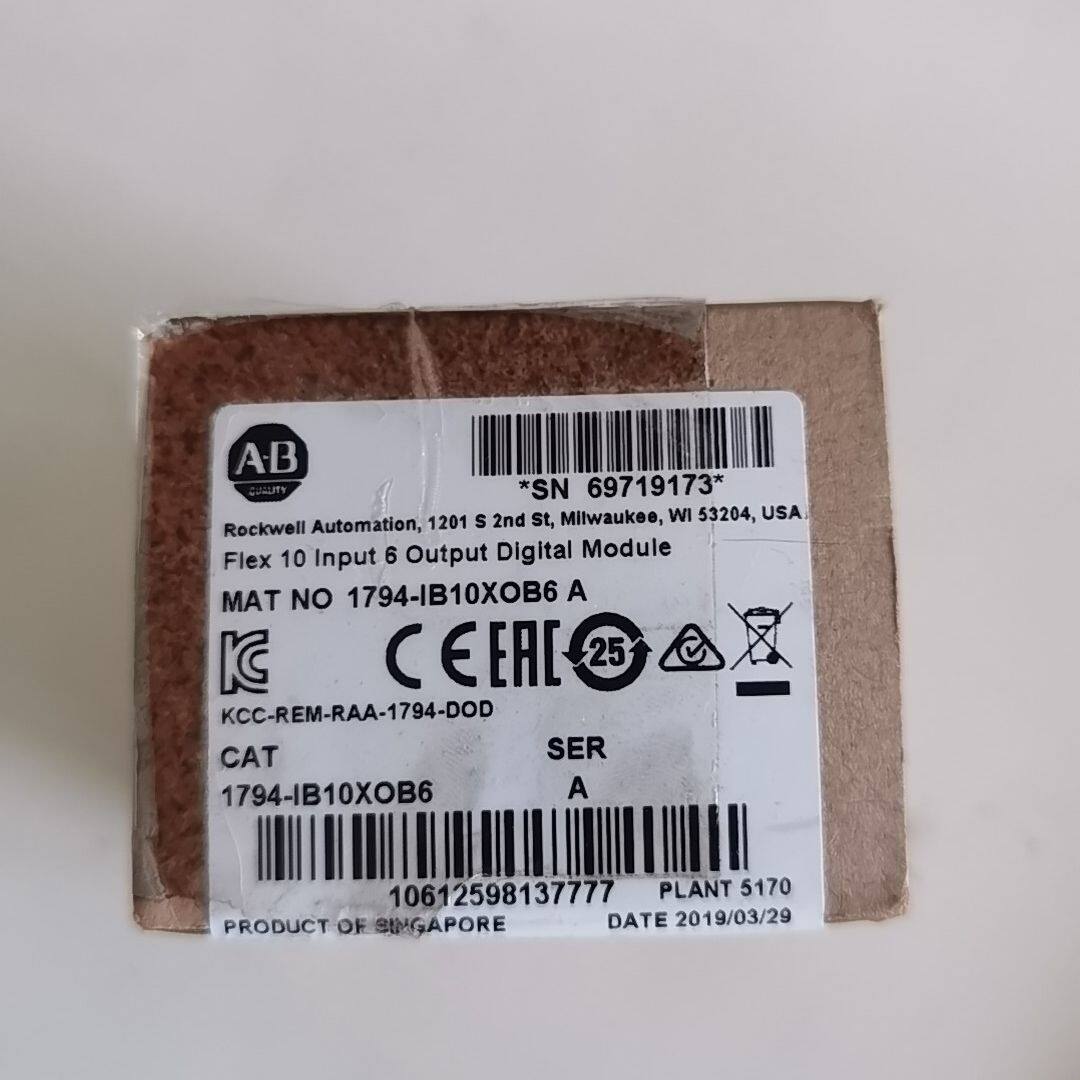 A-B
QUALITY
*SN 69719173*
Rockwell Automation, 1201 S 2nd St, Milwaukee, WI 53204, USA.
Flex 10 Input 6 Output Digital Module
MAT NO 1794-IB10XOB6 A
KC CE EAC 25
KCC-REM-RAA-1794-DOD
CAT SER
1794-IB10XOB6 A
10612598137777 PLANT 5170
PRODUCT OF SINGAPORE DATE 2019/03/29